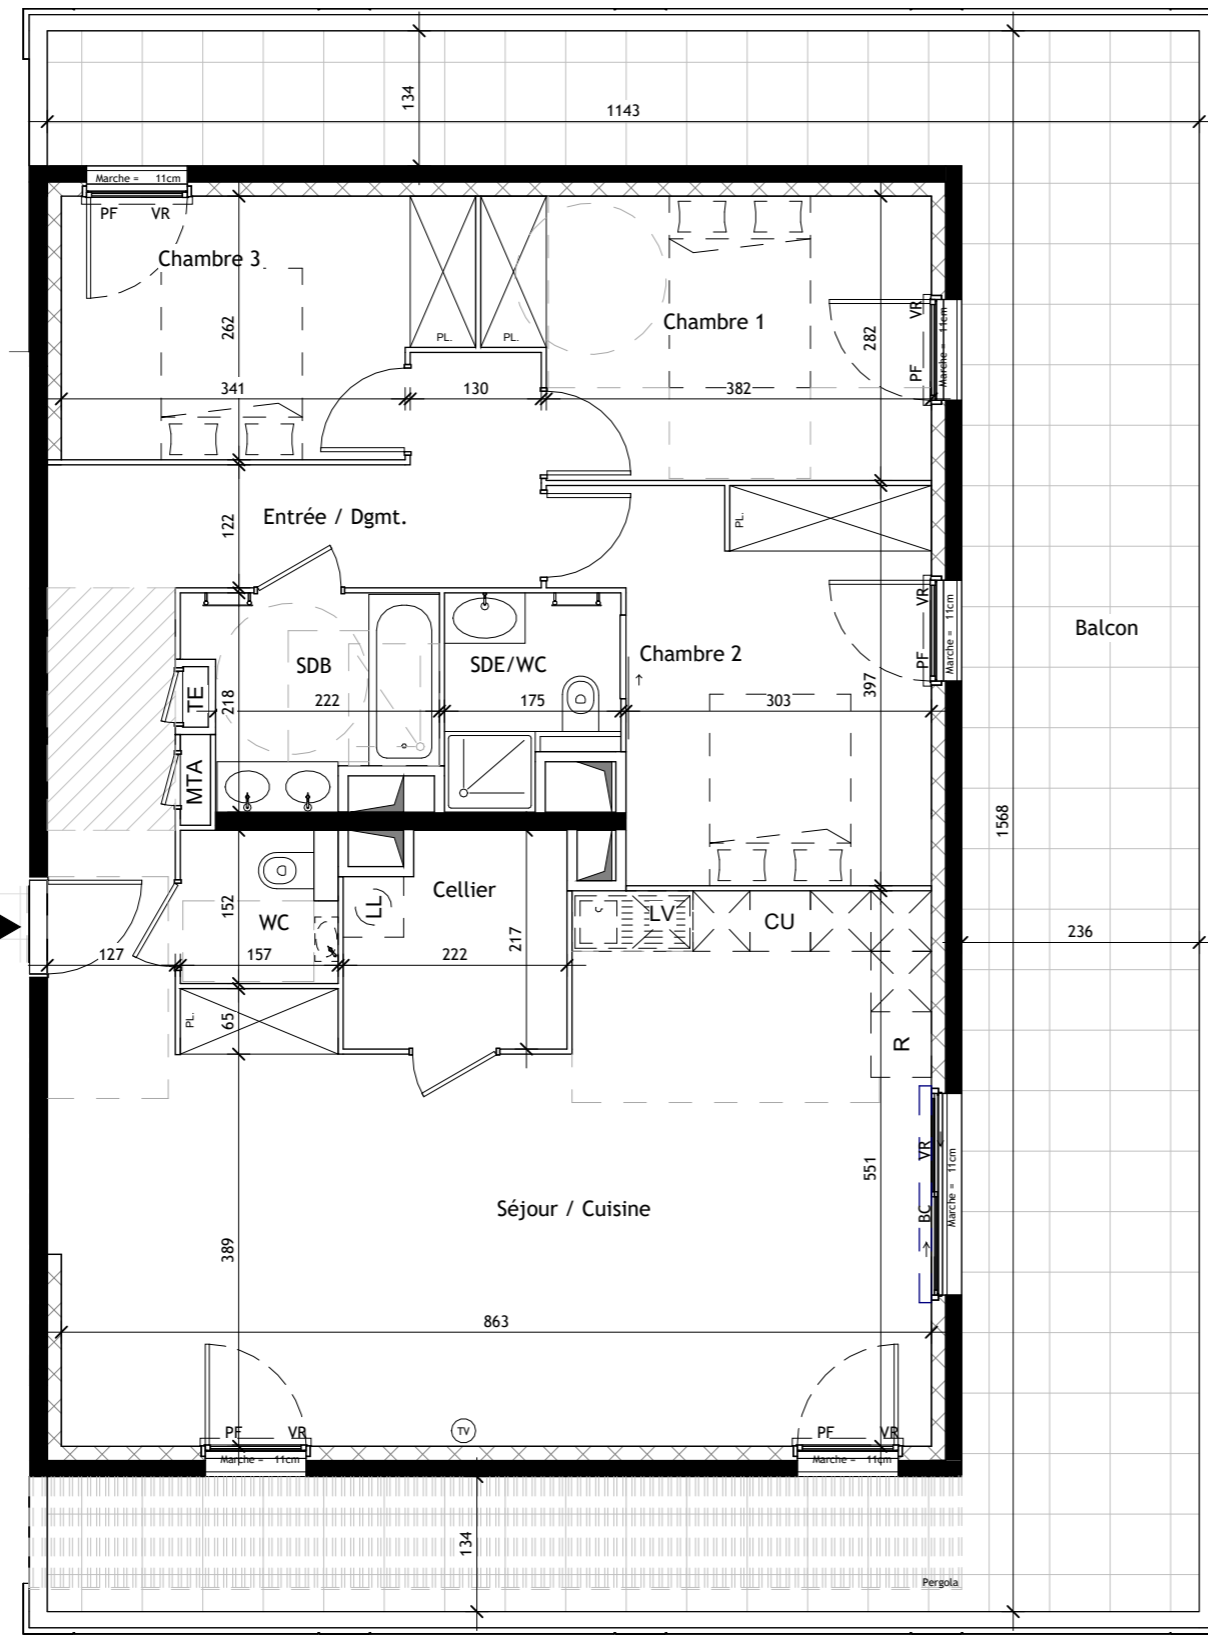 134
1143
Marche = 11cm
PF VR
Chambre 3
262
341
PL.
PL.
130
Chambre 1
282
382
VR
PF
Marche = 11cm
122
Entrée / Dgmt.
PL.
SDB
222
218
TE
MTA
SDE/WC
175
Chambre 2
303
397
VR
PF
Marche = 11cm
Balcon
1568
236
127
152
WC
157
LL
Cellier
222
217
LV
CU
R
PL.
65
389
Séjour / Cuisine
551
VR
BC
Marche = 11cm
863
PF VR
Marche = 11cm
TV
PF VR
Marche = 11cm
134
Pergola